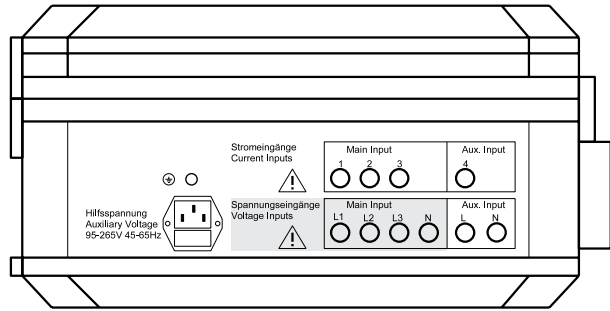 Stromeingänge
Current Inputs
Main Input
Aux. Input
1 2 3 4
Hilfsspannung
Auxiliary Voltage
95-265V 45-65Hz
Spannungseingänge
Voltage Inputs
Main Input
Aux. Input
L1 L2 L3 N L N